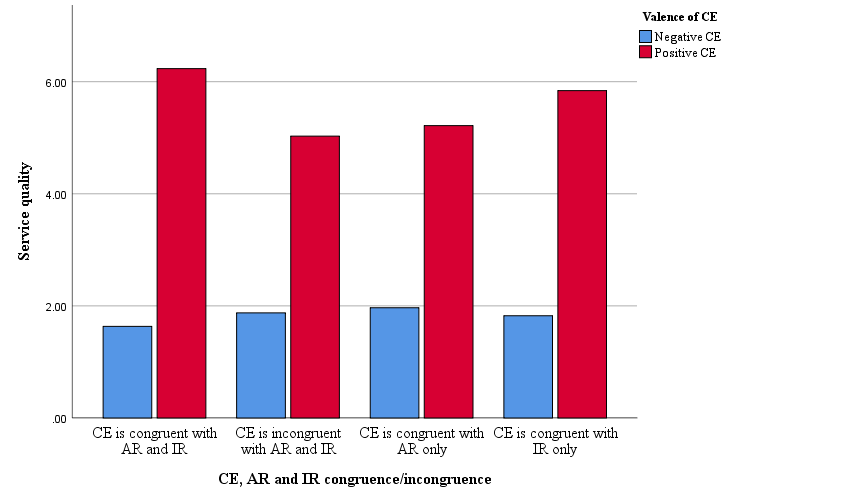 Valence of CE
Negative CE
Positive CE
Service quality
6.00
4.00
2.00
.00
CE is congruent with
AR and IR
CE is incongruent
with AR and IR
CE is congruent with
AR only
CE is congruent with
IR only
CE, AR and IR congruence/incongruence